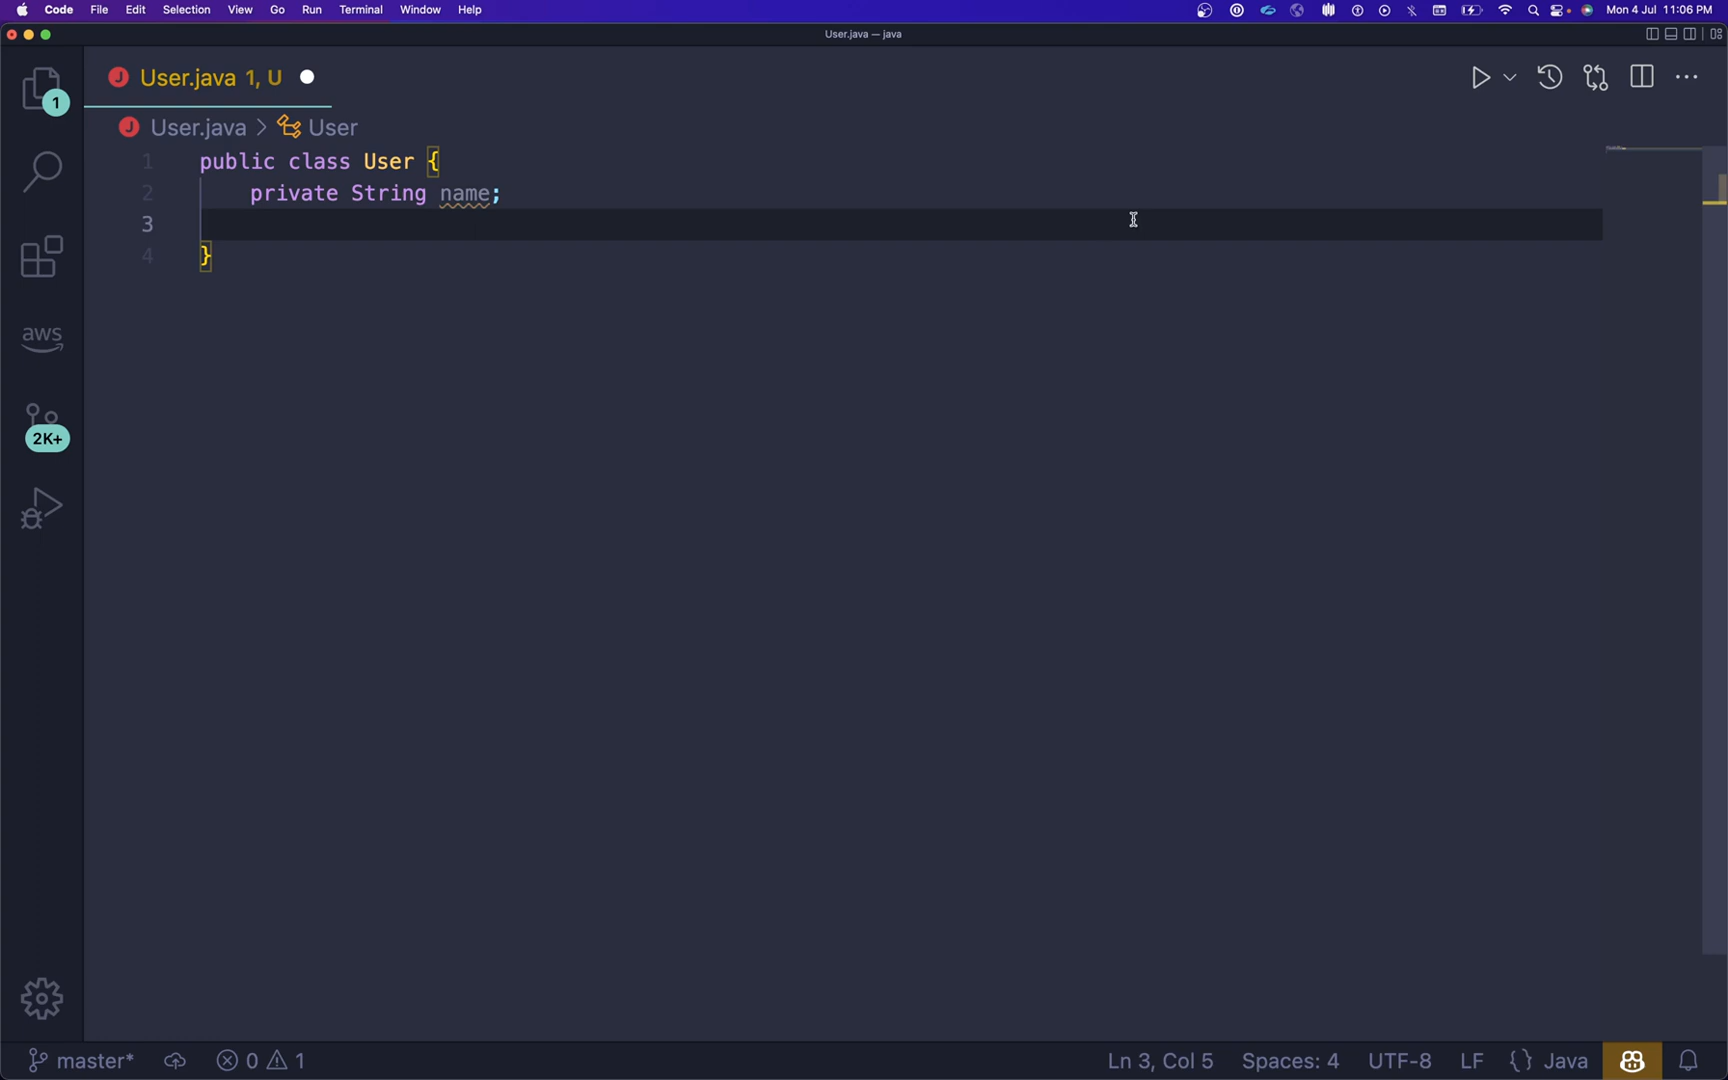 Code File Edit Selection View Go Run Terminal Window Help Mon 4 Jul 11:06 PM
User.java — java
User.java 1, U
1
User.java > User
1 public class User {
2 private String name;
3
4 }
aws
2K+
master* 0 1 Ln 3, Col 5 Spaces: 4 UTF-8 LF {} Java